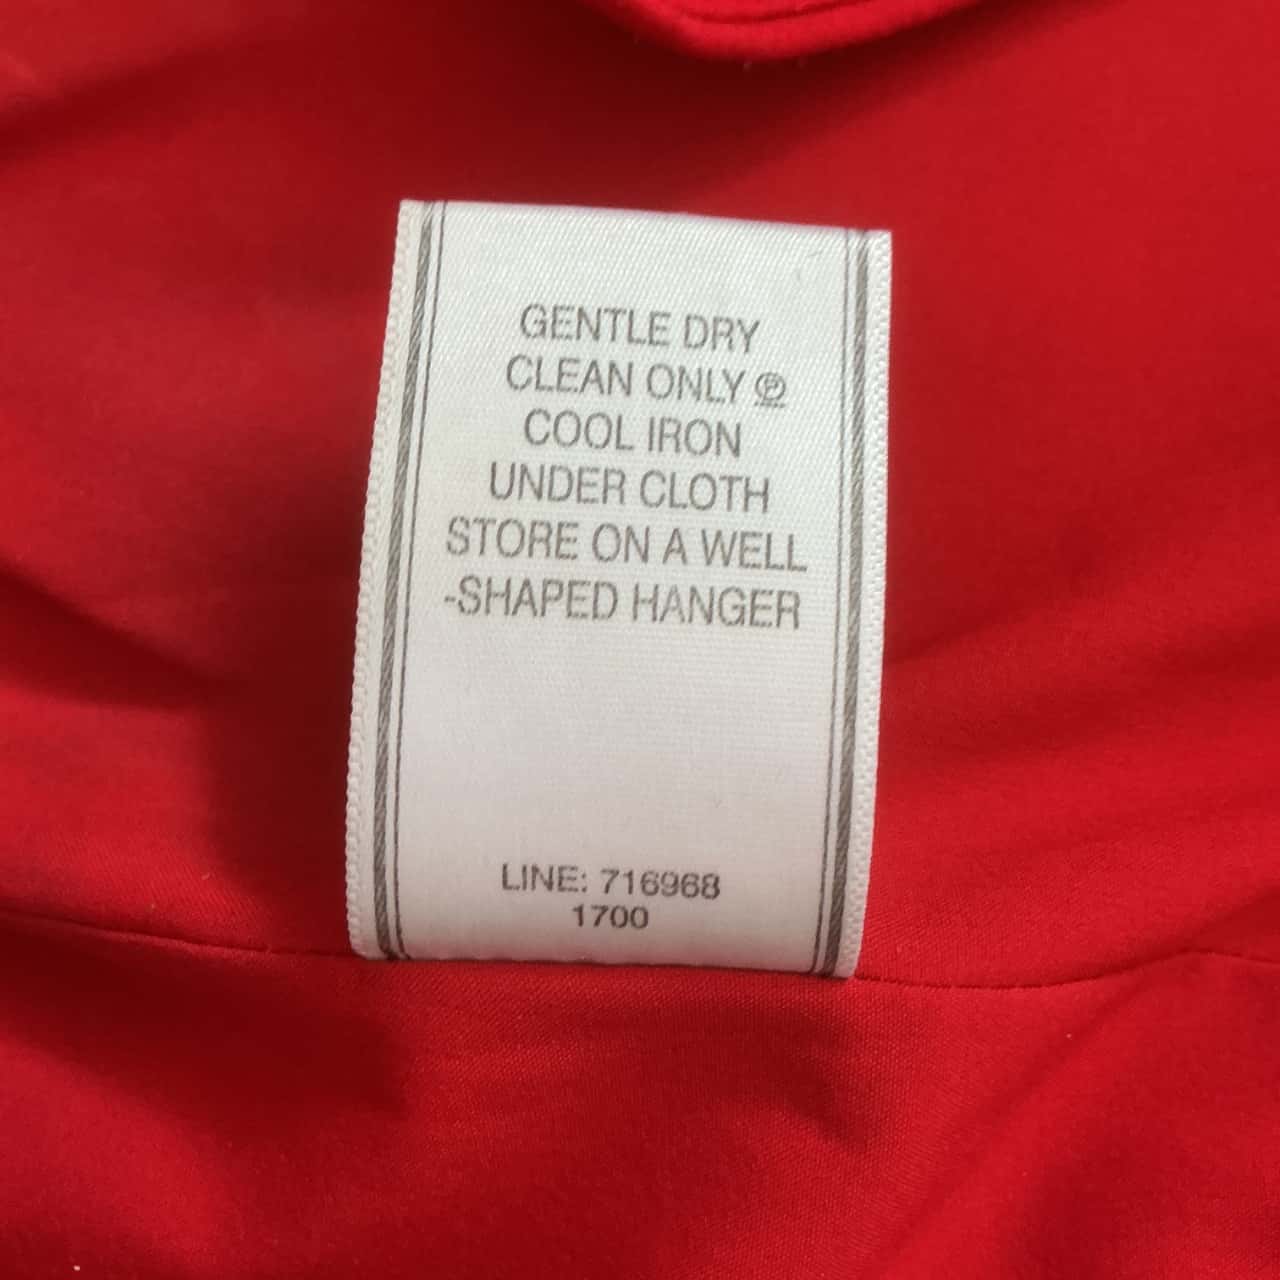 GENTLE DRY
CLEAN ONLY Ⓟ
COOL IRON
UNDER CLOTH
STORE ON A WELL
-SHAPED HANGER
LINE: 716968
1700